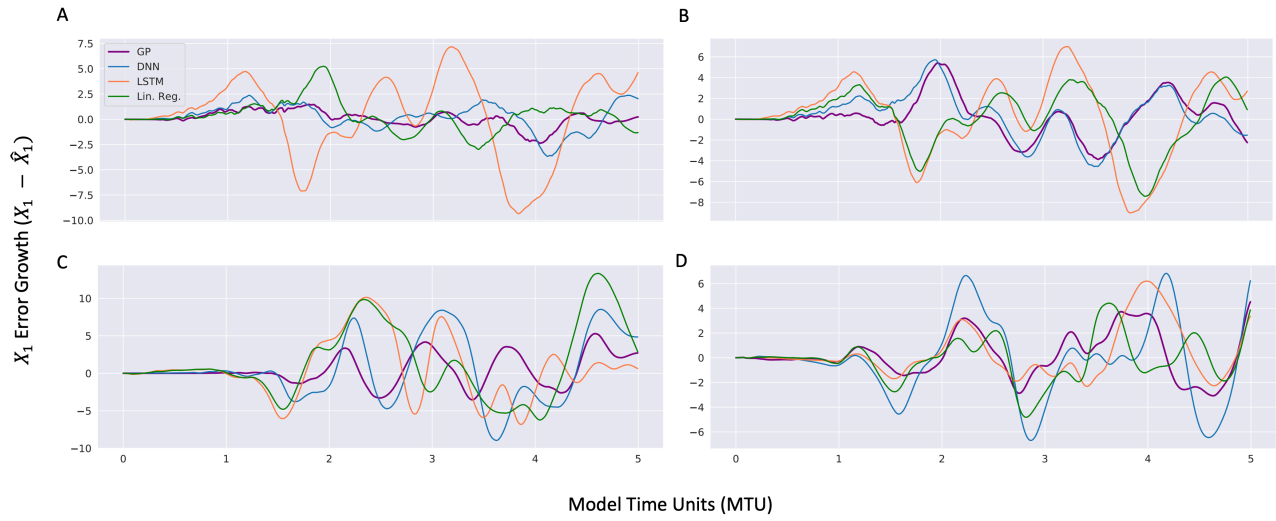 A
7.5
5.0
2.5
0.0
−2.5
−5.0
−7.5
−10.0
GP
DNN
LSTM
Lin. Reg.
B
6
4
2
0
−2
−4
−6
−8
X₁ Error Growth (X₁ − X̂₁)
C
10
5
0
−5
−10
0 1 2 3 4 5
D
6
4
2
0
−2
−4
−6
0 1 2 3 4 5
Model Time Units (MTU)